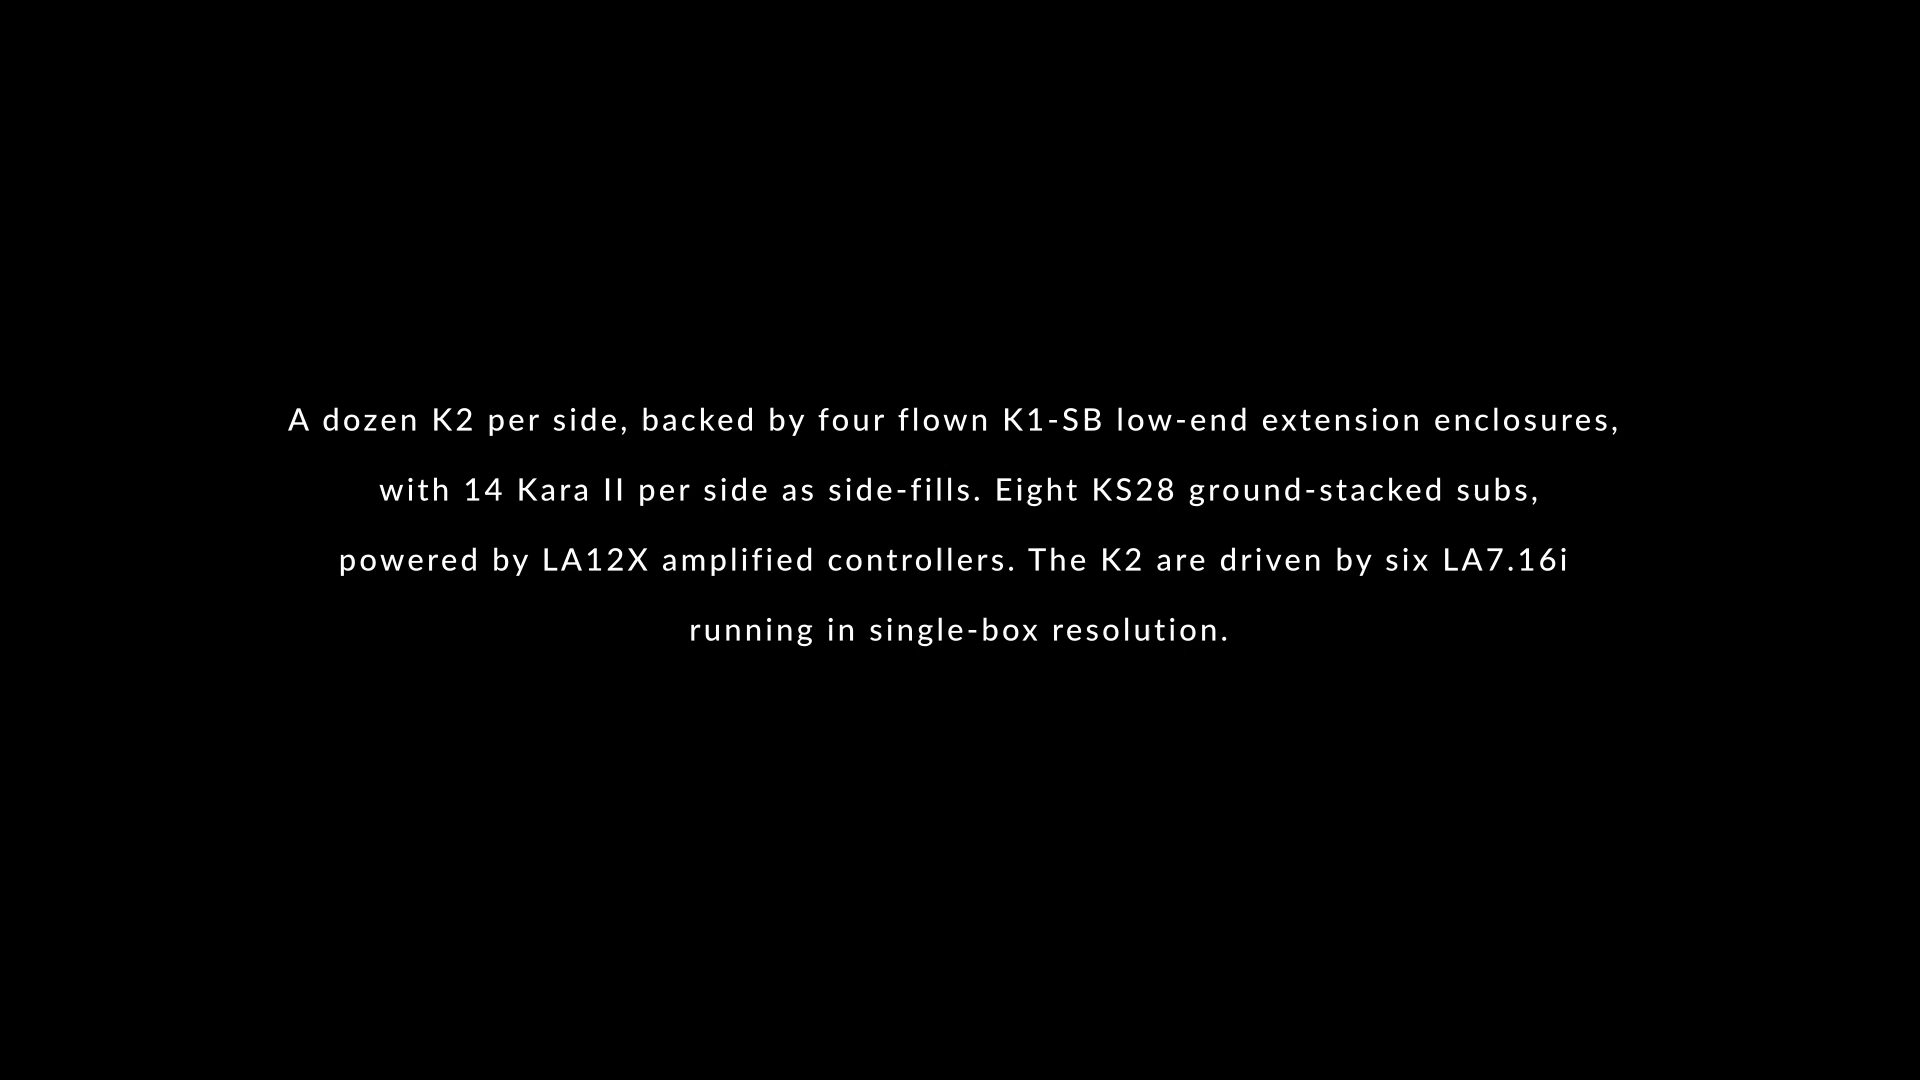 A dozen K2 per side, backed by four flown K1-SB low-end extension enclosures,
with 14 Kara II per side as side-fills. Eight KS28 ground-stacked subs,
powered by LA12X amplified controllers. The K2 are driven by six LA7.16i
running in single-box resolution.